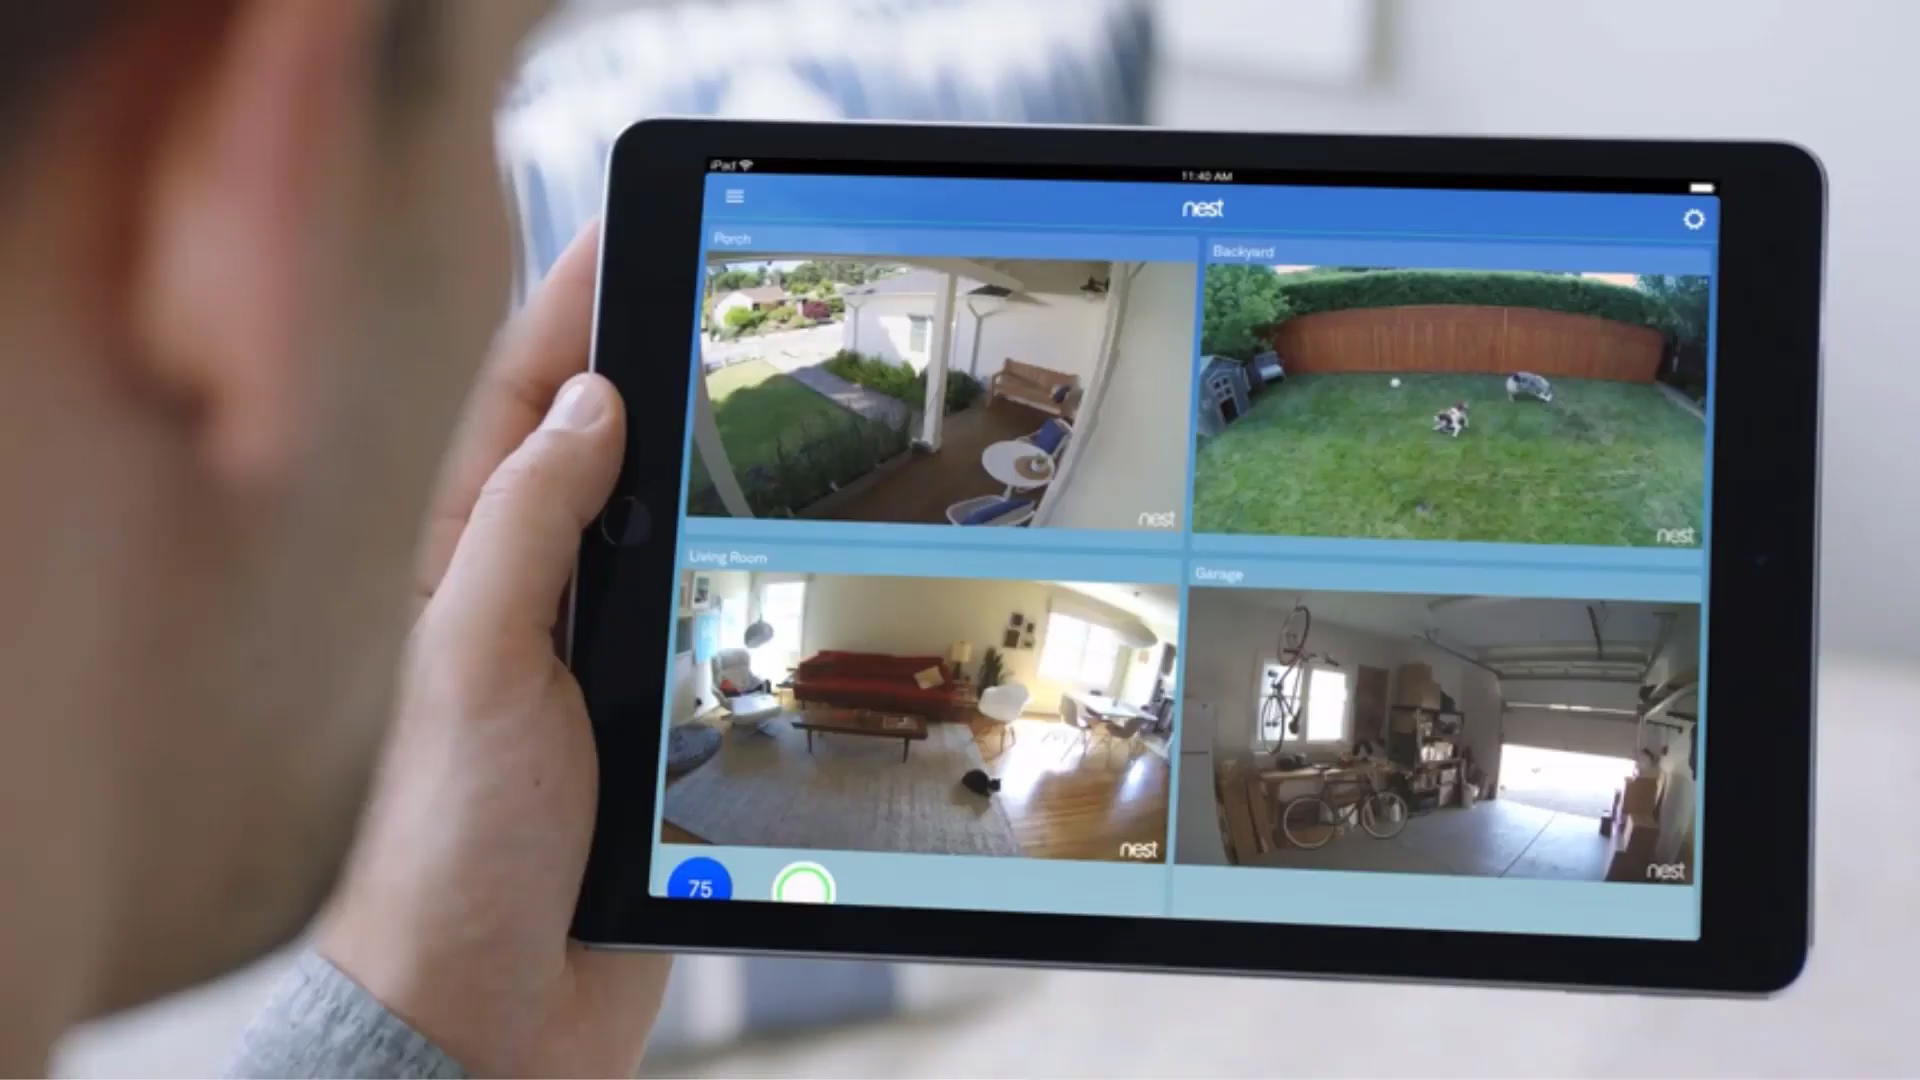 iPad
11:40 AM
nest
Porch
Backyard
nest
nest
Living Room
Garage
nest
nest
75